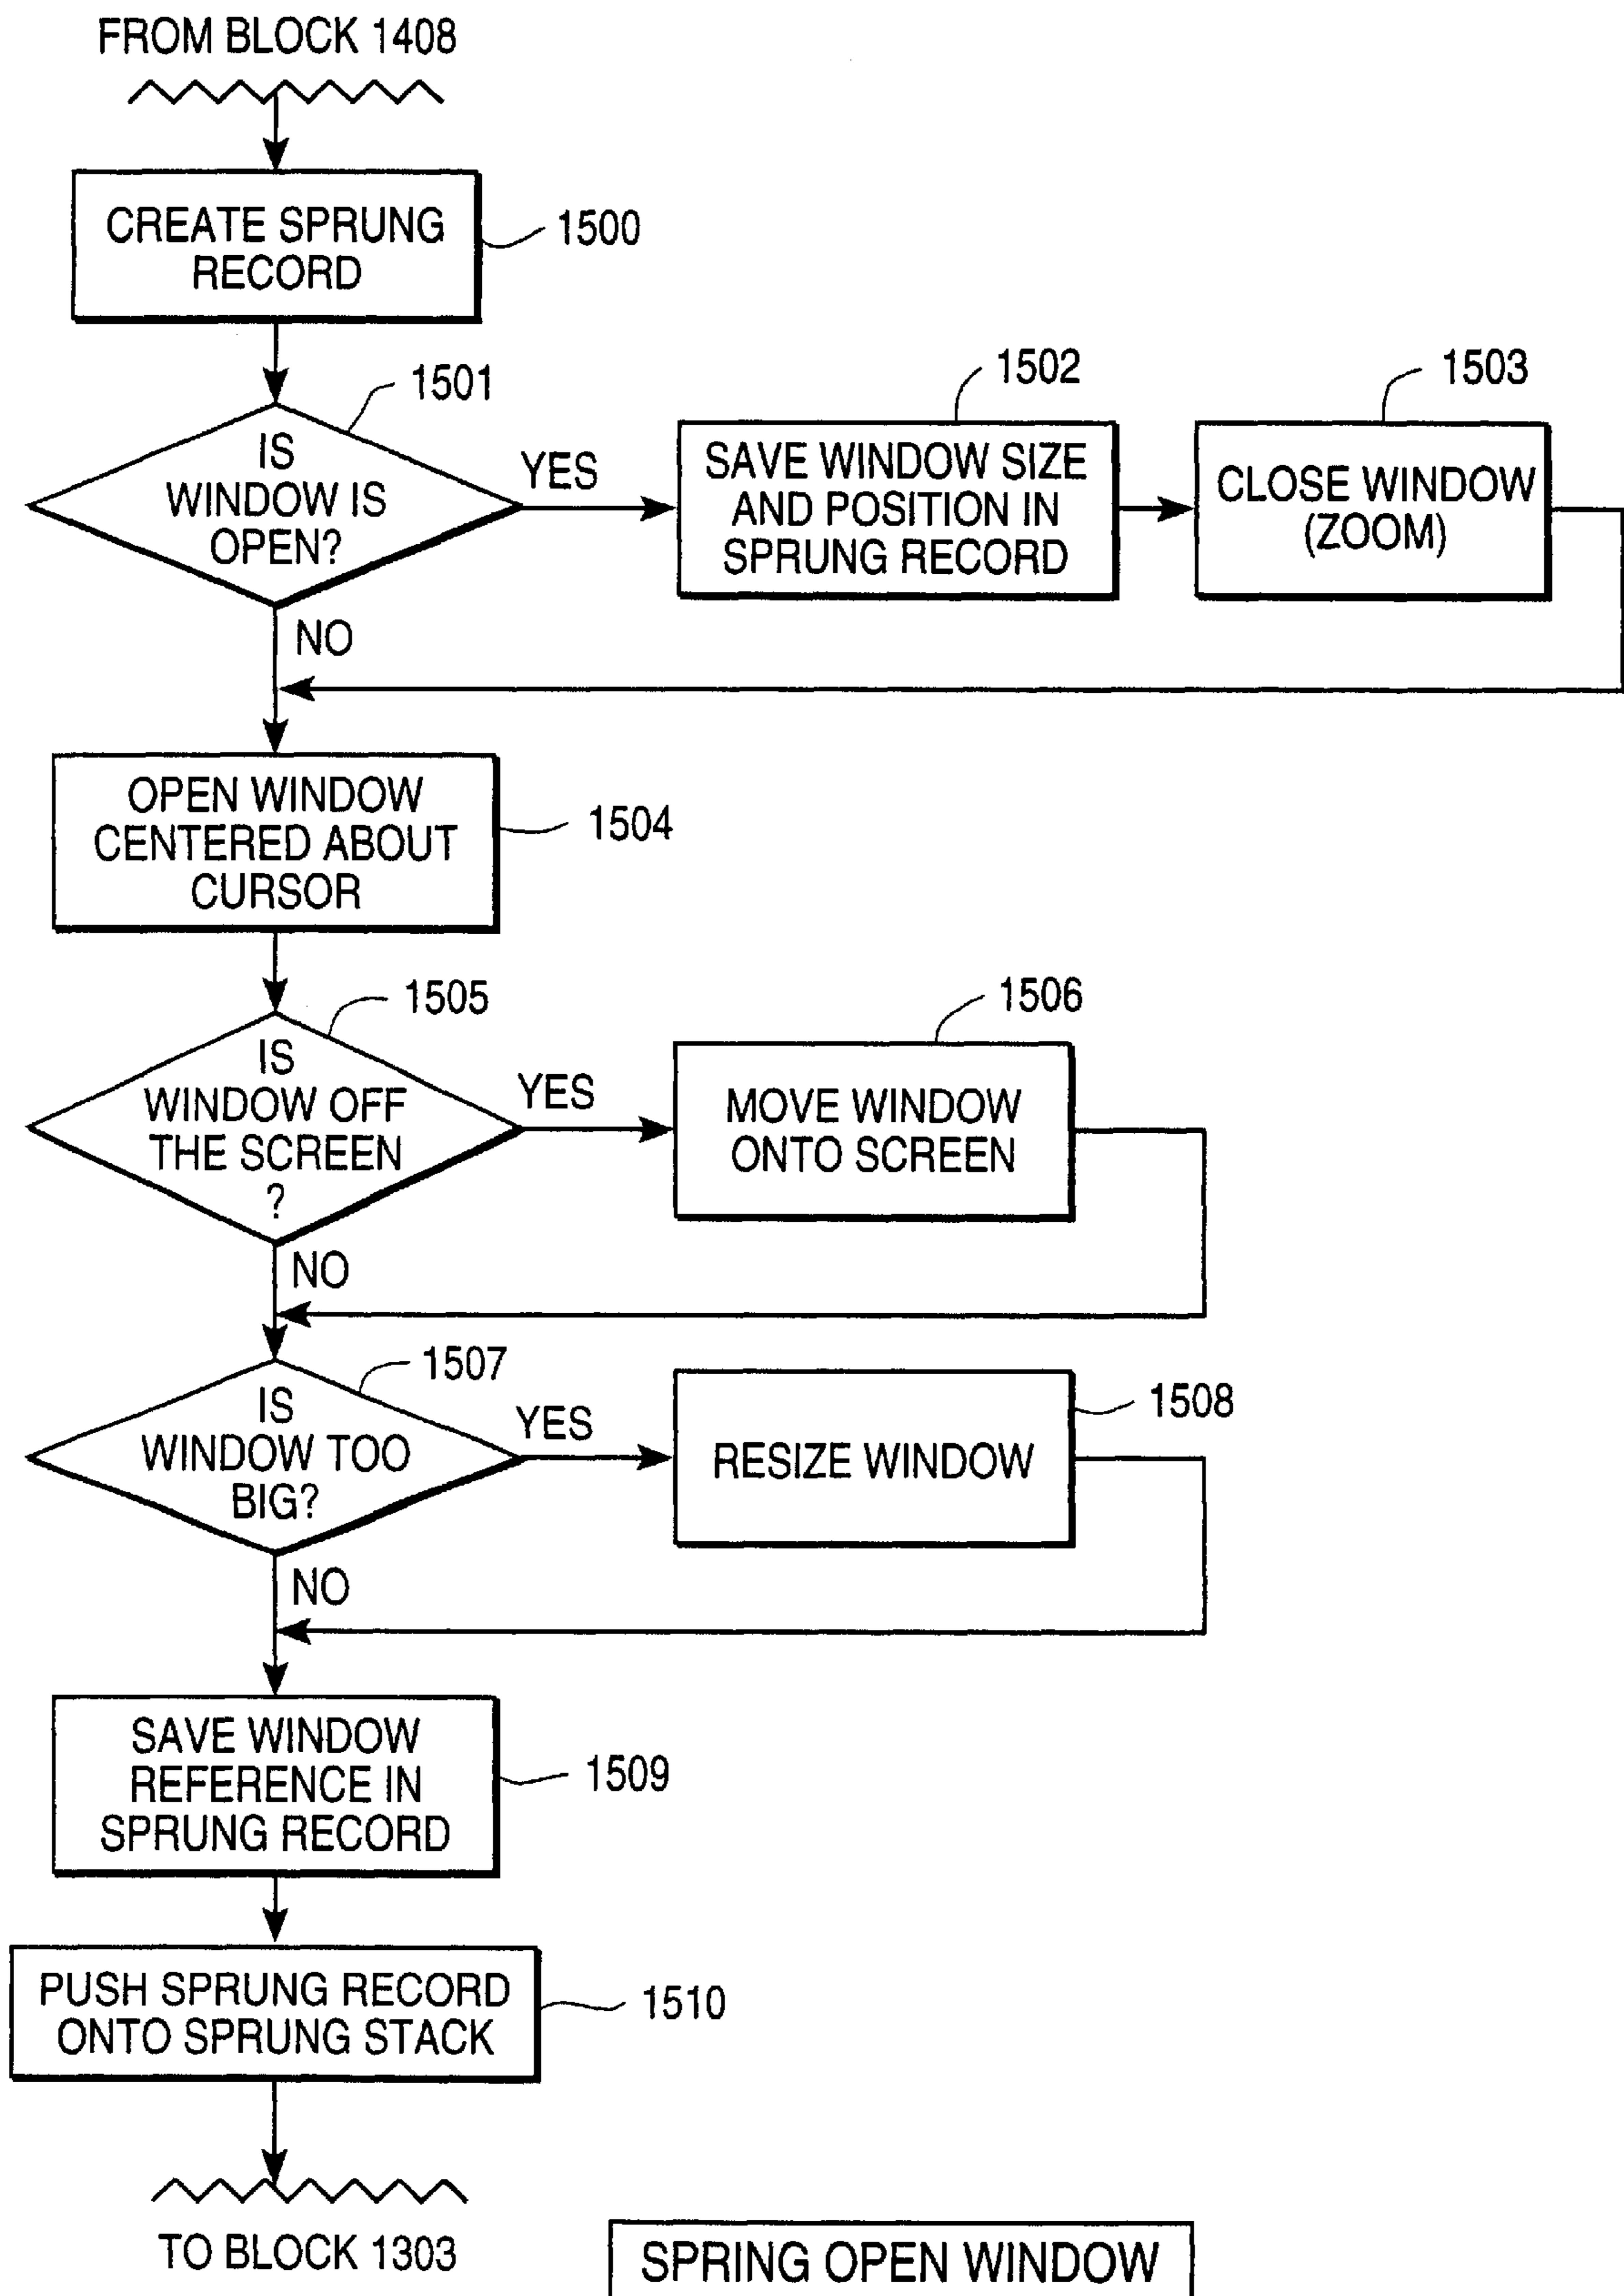 FROM BLOCK 1408
CREATE SPRUNG
RECORD
1500
1501
IS
WINDOW IS
OPEN?
YES
NO
1502
SAVE WINDOW SIZE
AND POSITION IN
SPRUNG RECORD
1503
CLOSE WINDOW
(ZOOM)
OPEN WINDOW
CENTERED ABOUT
CURSOR
1504
1505
IS
WINDOW OFF
THE SCREEN
?
YES
NO
1506
MOVE WINDOW
ONTO SCREEN
1507
IS
WINDOW TOO
BIG?
YES
NO
1508
RESIZE WINDOW
SAVE WINDOW
REFERENCE IN
SPRUNG RECORD
1509
PUSH SPRUNG RECORD
ONTO SPRUNG STACK
1510
TO BLOCK 1303
SPRING OPEN WINDOW